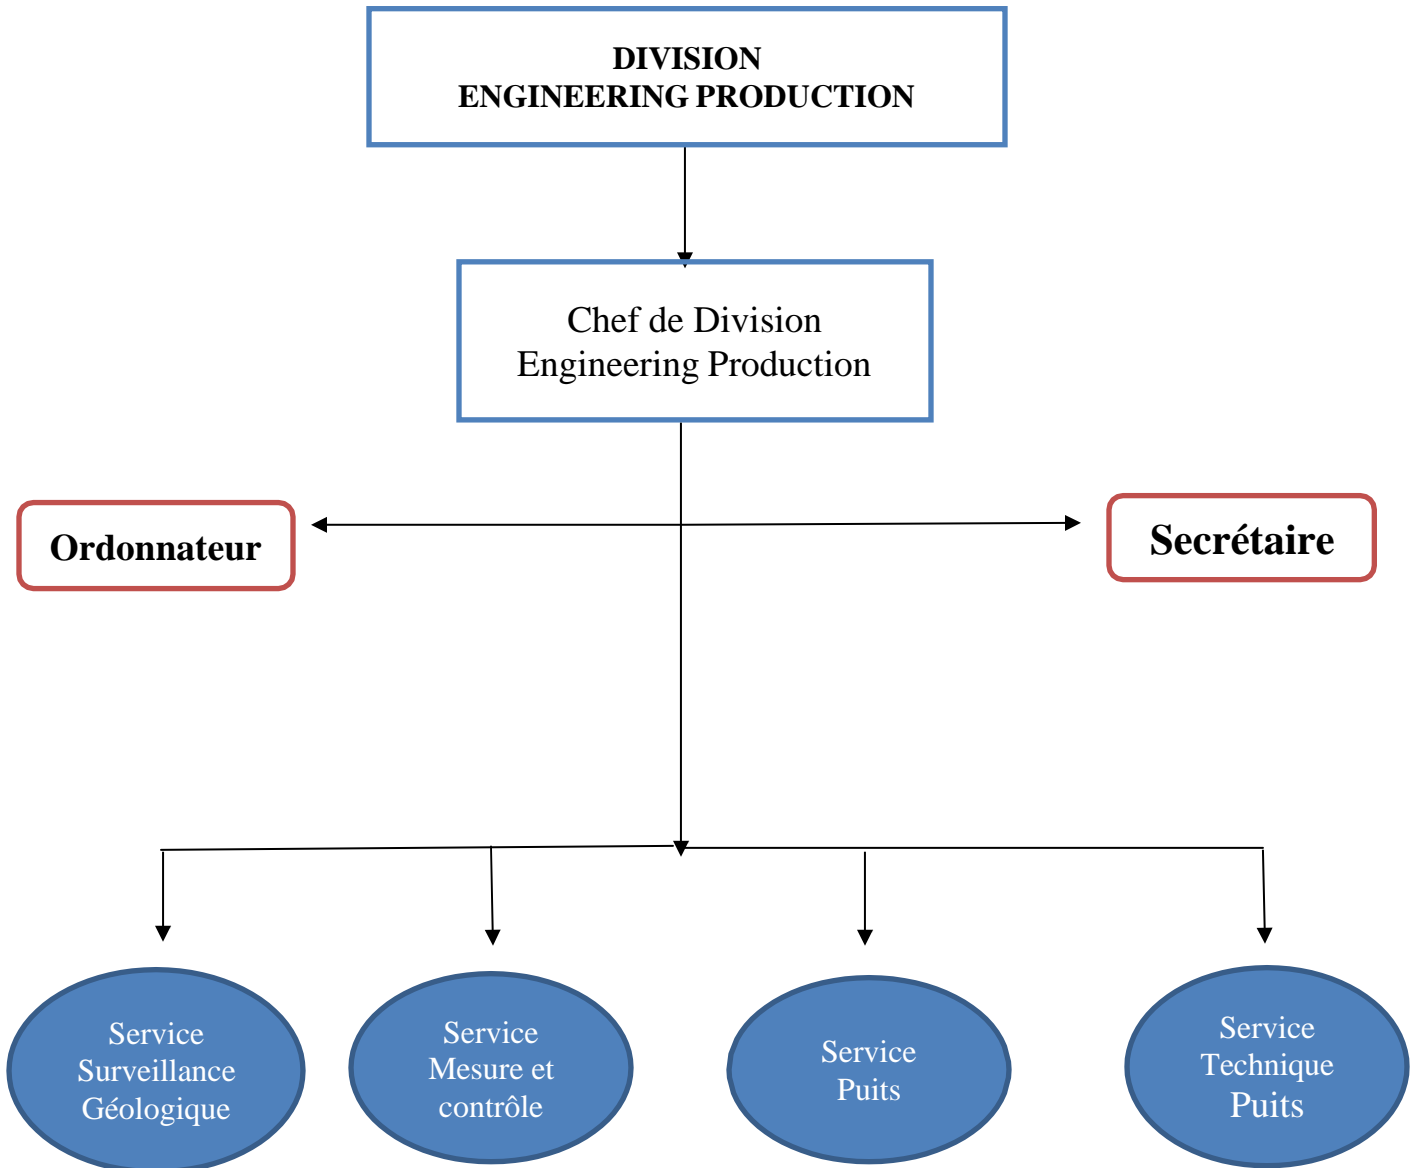 DIVISION
ENGINEERING PRODUCTION
Chef de Division
Engineering Production
Ordonnateur
Secrétaire
Service
Surveillance
Géologique
Service
Mesure et
contrôle
Service
Puits
Service
Technique
Puits